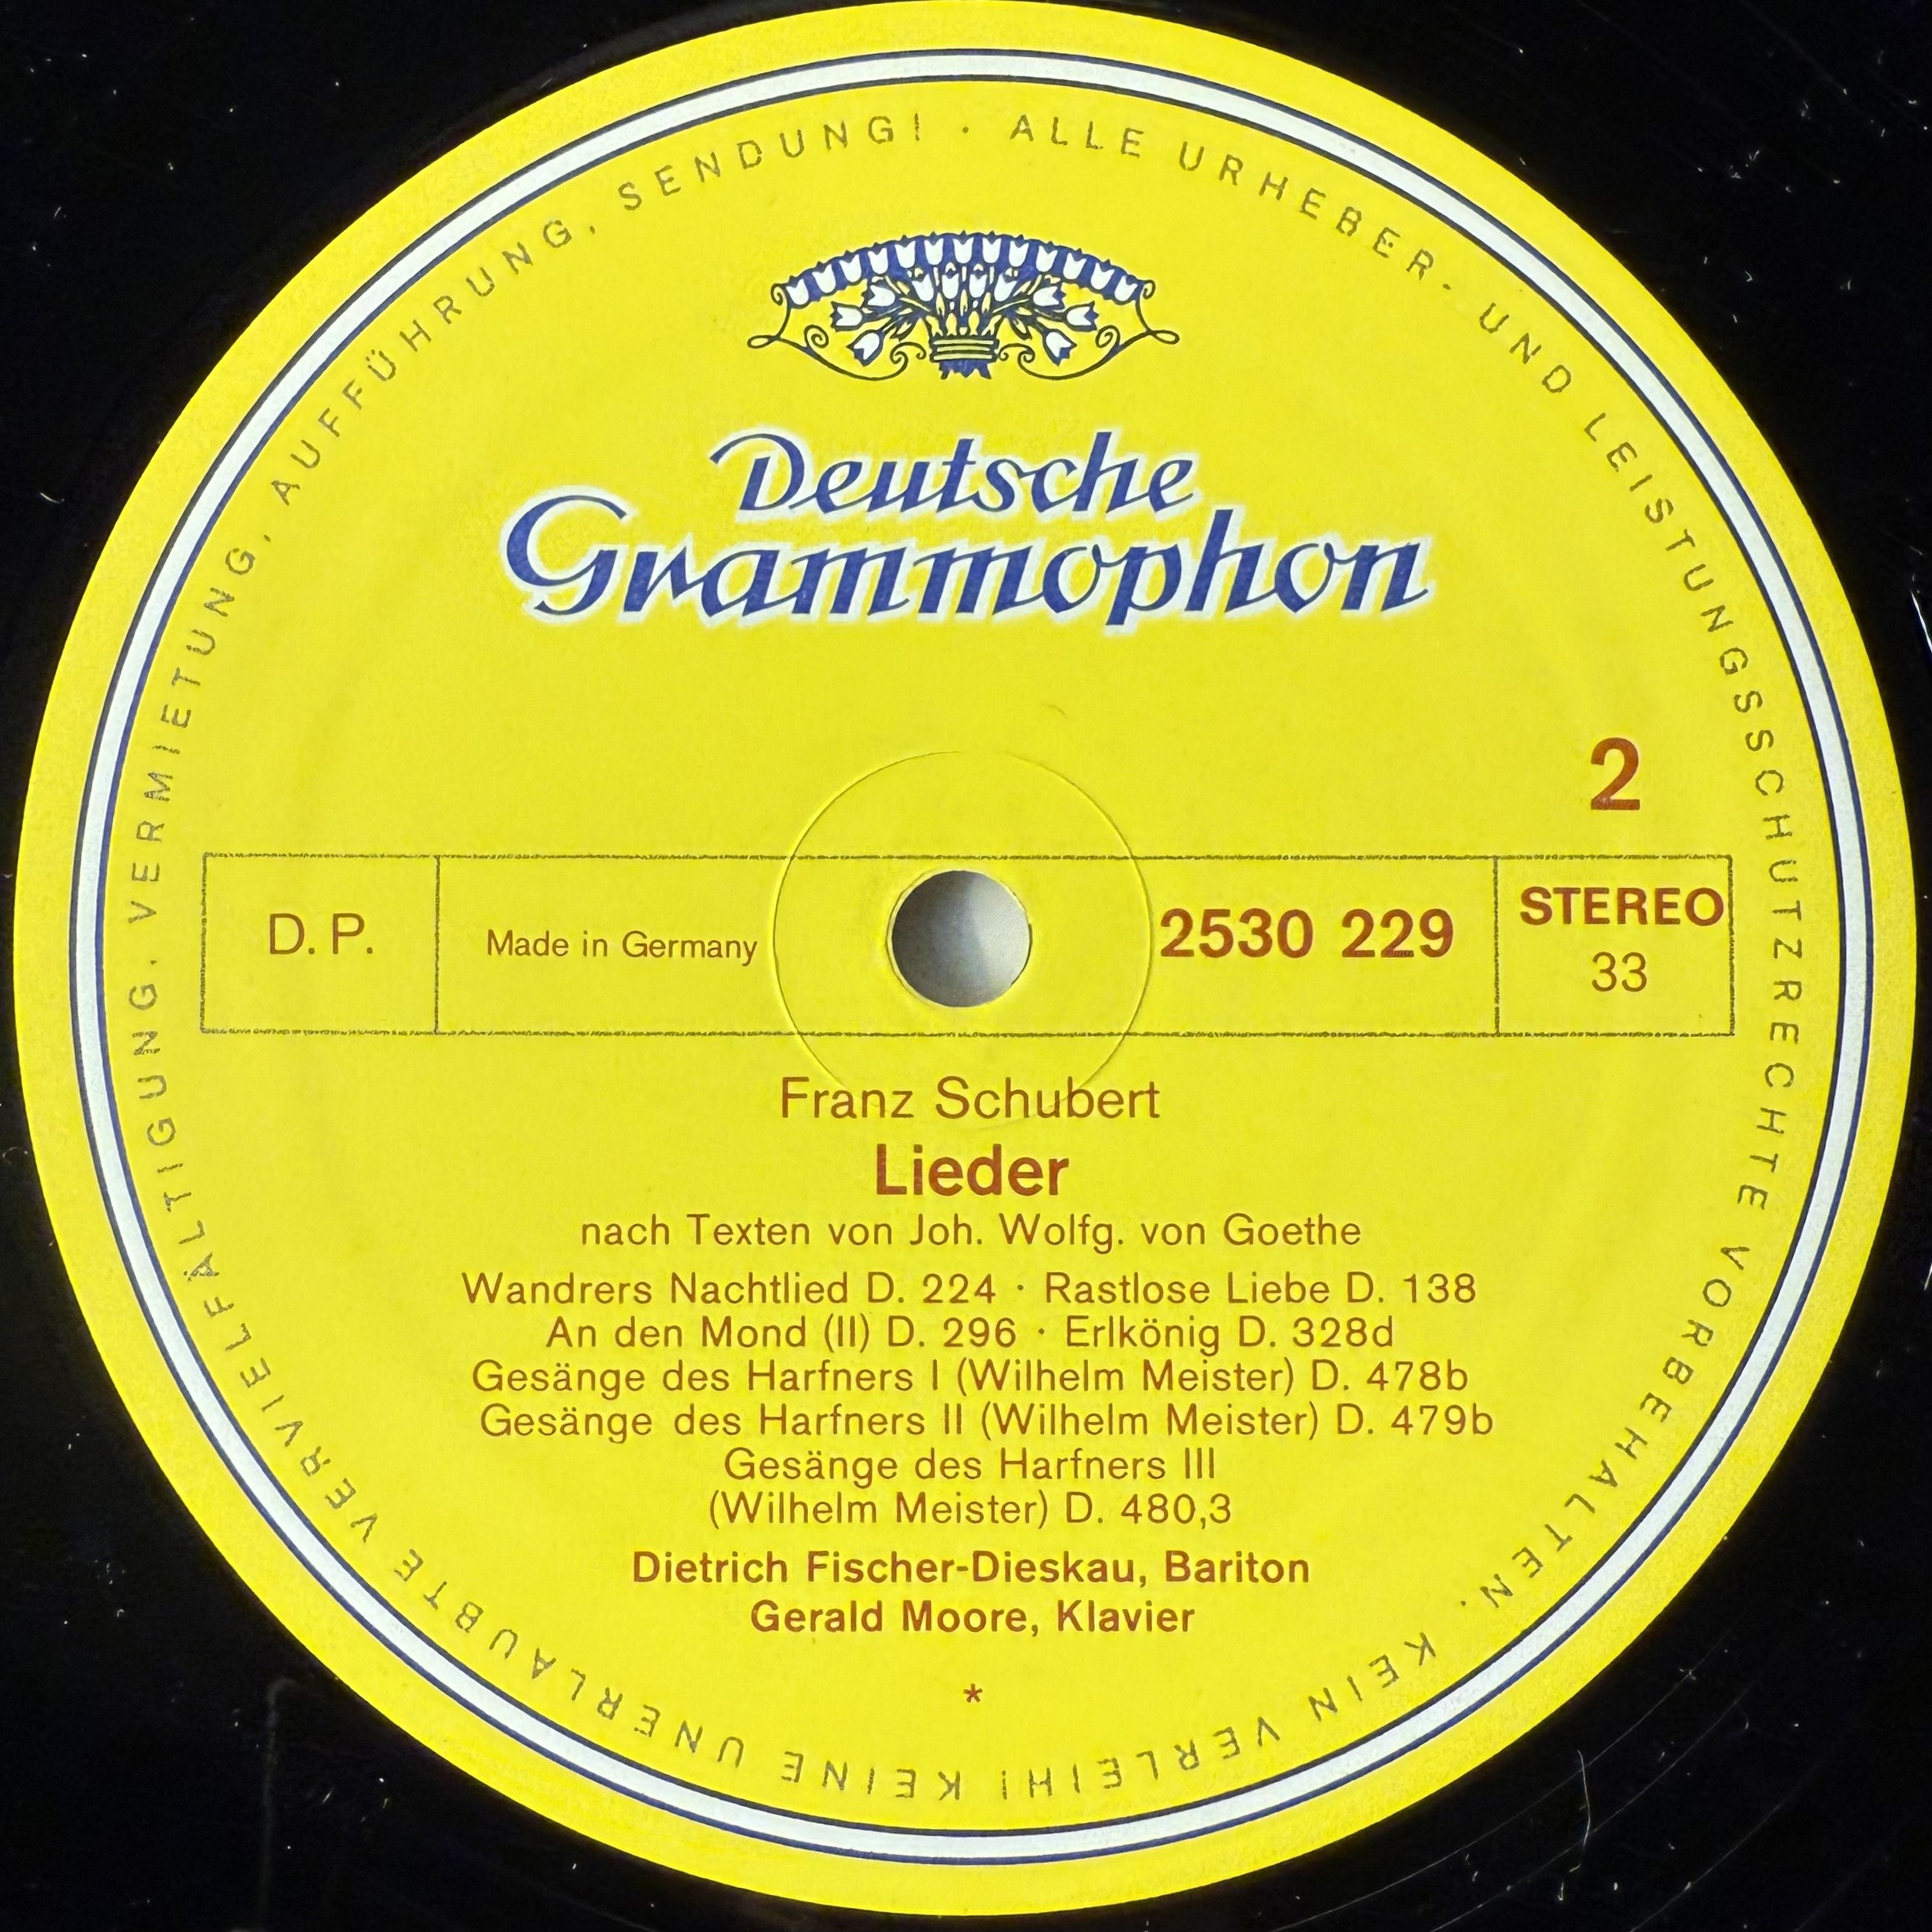 ALLE URHEBER- UND LEISTUNGSSCHUTZRECHTE VORBEHALTEN. KEIN VERLEIH! KEINE UNERLAUBTE VERVIELFÄLTIGUNG. VERMIETUNG, AUFFÜHRUNG, SENDUNG! ·
Deutsche
Grammophon
2
D. P.
Made in Germany
2530 229
STEREO
33
Franz Schubert
Lieder
nach Texten von Joh. Wolfg. von Goethe
Wandrers Nachtlied D. 224 · Rastlose Liebe D. 138
An den Mond (II) D. 296 · Erlkönig D. 328d
Gesänge des Harfners I (Wilhelm Meister) D. 478b
Gesänge des Harfners II (Wilhelm Meister) D. 479b
Gesänge des Harfners III
(Wilhelm Meister) D. 480,3
Dietrich Fischer-Dieskau, Bariton
Gerald Moore, Klavier
*